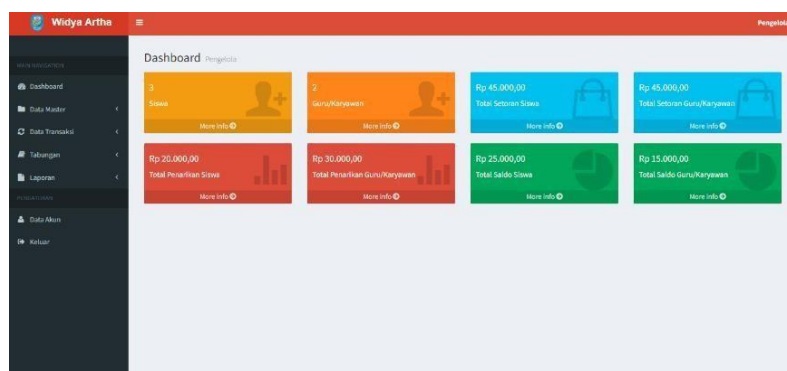 Widya Artha
Pengelola
MAIN NAVIGATION
Dashboard
Data Master
Data Transaksi
Tabungan
Laporan
PENGATURAN
Data Akun
Keluar
Dashboard Pengelola
3
Siswa
More info
2
Guru/Karyawan
More info
Rp 45.000,00
Total Setoran Siswa
More info
Rp 45.000,00
Total Setoran Guru/Karyawan
More info
Rp 20.000,00
Total Penarikan Siswa
More info
Rp 30.000,00
Total Penarikan Guru/Karyawan
More info
Rp 25.000,00
Total Saldo Siswa
More info
Rp 15.000,00
Total Saldo Guru/Karyawan
More info